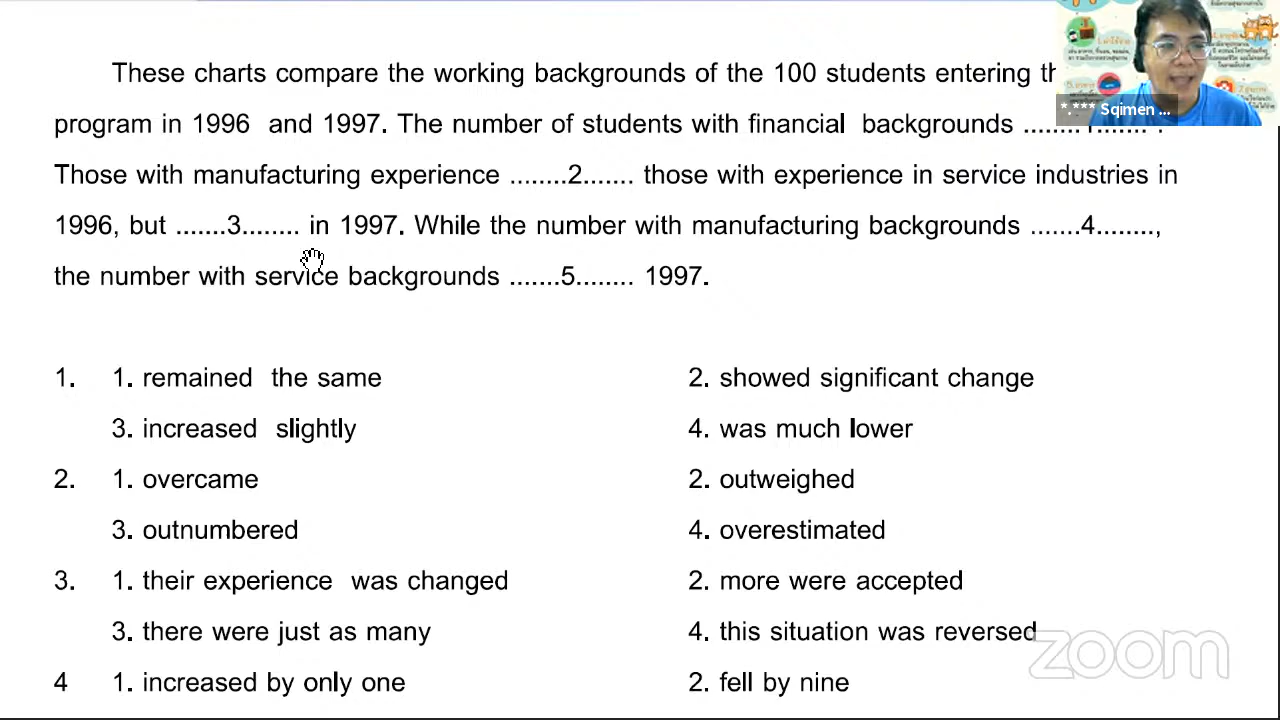 These charts compare the working backgrounds of the 100 students entering
program in 1996 and 1997. The number of students with financial backgrounds ........1....... .
Those with manufacturing experience ........2....... those with experience in service industries in
1996, but .......3........ in 1997. While the number with manufacturing backgrounds .......4........,
the number with service backgrounds .......5........ 1997.
1. 1. remained the same 2. showed significant change
3. increased slightly 4. was much lower
2. 1. overcame 2. outweighed
3. outnumbered 4. overestimated
3. 1. their experience was changed 2. more were accepted
3. there were just as many 4. this situation was reversed
4 1. increased by only one 2. fell by nine
*.*** Sqimen ...
zoom